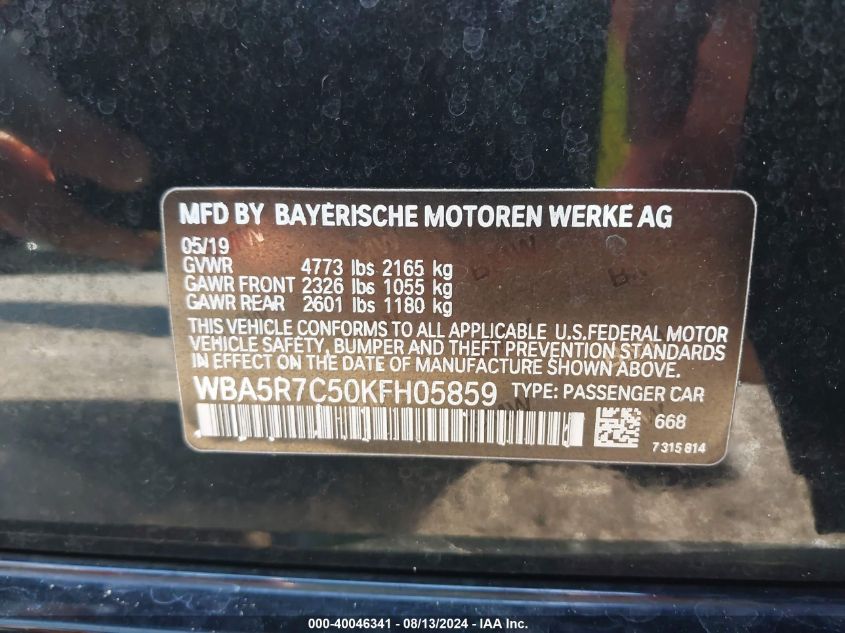 MFD BY BAYERISCHE MOTOREN WERKE AG
05/19
GVWR 4773 lbs 2165 kg
GAWR FRONT 2326 lbs 1055 kg
GAWR REAR 2601 lbs 1180 kg
THIS VEHICLE CONFORMS TO ALL APPLICABLE U.S.FEDERAL MOTOR
VEHICLE SAFETY, BUMPER AND THEFT PREVENTION STANDARDS
IN EFFECT ON THE DATE OF MANUFACTURE SHOWN ABOVE.
WBA5R7C50KFH05859 TYPE: PASSENGER CAR
668
7 315 814
000-40046341 - 08/13/2024 - IAA Inc.